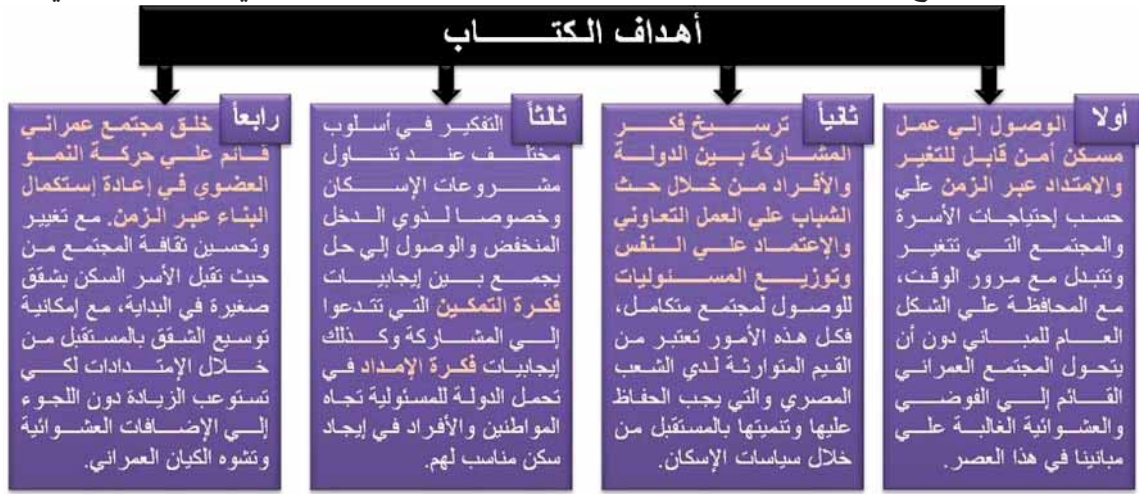 أهداف الكتـــــــاب
أولا
الوصول إلي عمل
مسكن أمن قابل للتغير
والامتداد عبر الزمن علي
حسب إحتياجات الأسرة
والمجتمع التي تتغير
وتتبدل مع مرور الوقت،
مع المحافظة علي الشكل
العام للمباني دون أن
يتحول المجتمع العمراني
القائم إلي الفوضي
والعشوائية الغالبة علي
مبانينا في هذا العصر.
ثانياً
ترسيخ فكر
المشاركة بين الدولة
والأفراد من خلال حث
الشباب علي العمل التعاوني
والإعتماد علي النفس
وتوزيع المسئوليات
للوصول لمجتمع متكامل،
فكل هذه الأمور تعتبر من
القيم المتوارثة لدي الشعب
المصري والتي يجب الحفاظ
عليها وتنميتها بالمستقبل من
خلال سياسات الإسكان.
ثالثاً
التفكير في أسلوب
مختلف عند تناول
مشروعات الإسكان
وخصوصا لذوي الدخل
المنخفض والوصول إلي حل
يجمع بين إيجابيات
فكرة التمكين التي تتدعوا
إلي المشاركة وكذلك
إيجابيات فكرة الإمداد في
تحمل الدولة للمسئولية تجاه
المواطنين والأفراد في إيجاد
سكن مناسب لهم.
رابعاً
خلق مجتمع عمراني
قائم علي حركة النمو
العضوي في إعادة إستكمال
البناء عبر الزمن. مع تغيير
وتحسين ثقافة المجتمع من
حيث تقبل الأسر السكن بشقق
صغيرة في البداية، مع إمكانية
توسيع الشقق بالمستقبل من
خلال الإمتدادات لكي
تستوعب الزيادة دون اللجوء
إلي الإضافات العشوائية
وتشوه الكيان العمراني.